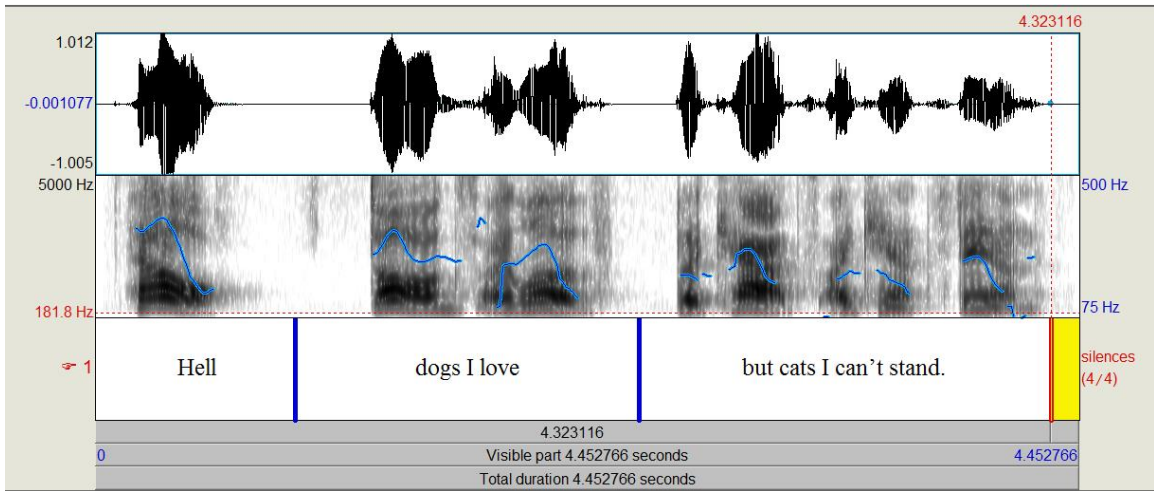 4.323116
1.012
-0.001077
-1.005
5000 Hz
500 Hz
181.8 Hz
75 Hz
1
Hell
dogs I love
but cats I can’t stand.
silences
(4/4)
4.323116
0
Visible part 4.452766 seconds
4.452766
Total duration 4.452766 seconds